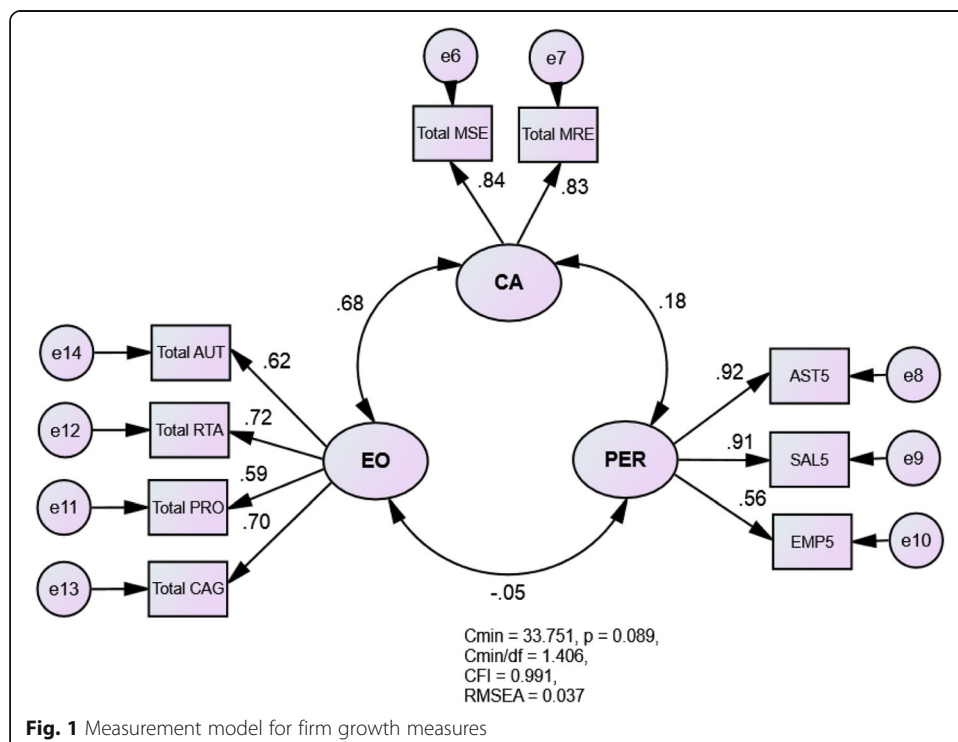 e6
e7
Total MSE
Total MRE
.84
.83
CA
.68
.18
e14
Total AUT
.62
AST5
e8
.92
e12
Total RTA
.72
EO
PER
.91
SAL5
e9
.59
e11
Total PRO
.70
.56
EMP5
e10
e13
Total CAG
-.05
Cmin = 33.751, p = 0.089,
Cmin/df = 1.406,
CFI = 0.991,
RMSEA = 0.037
Fig. 1 Measurement model for firm growth measures